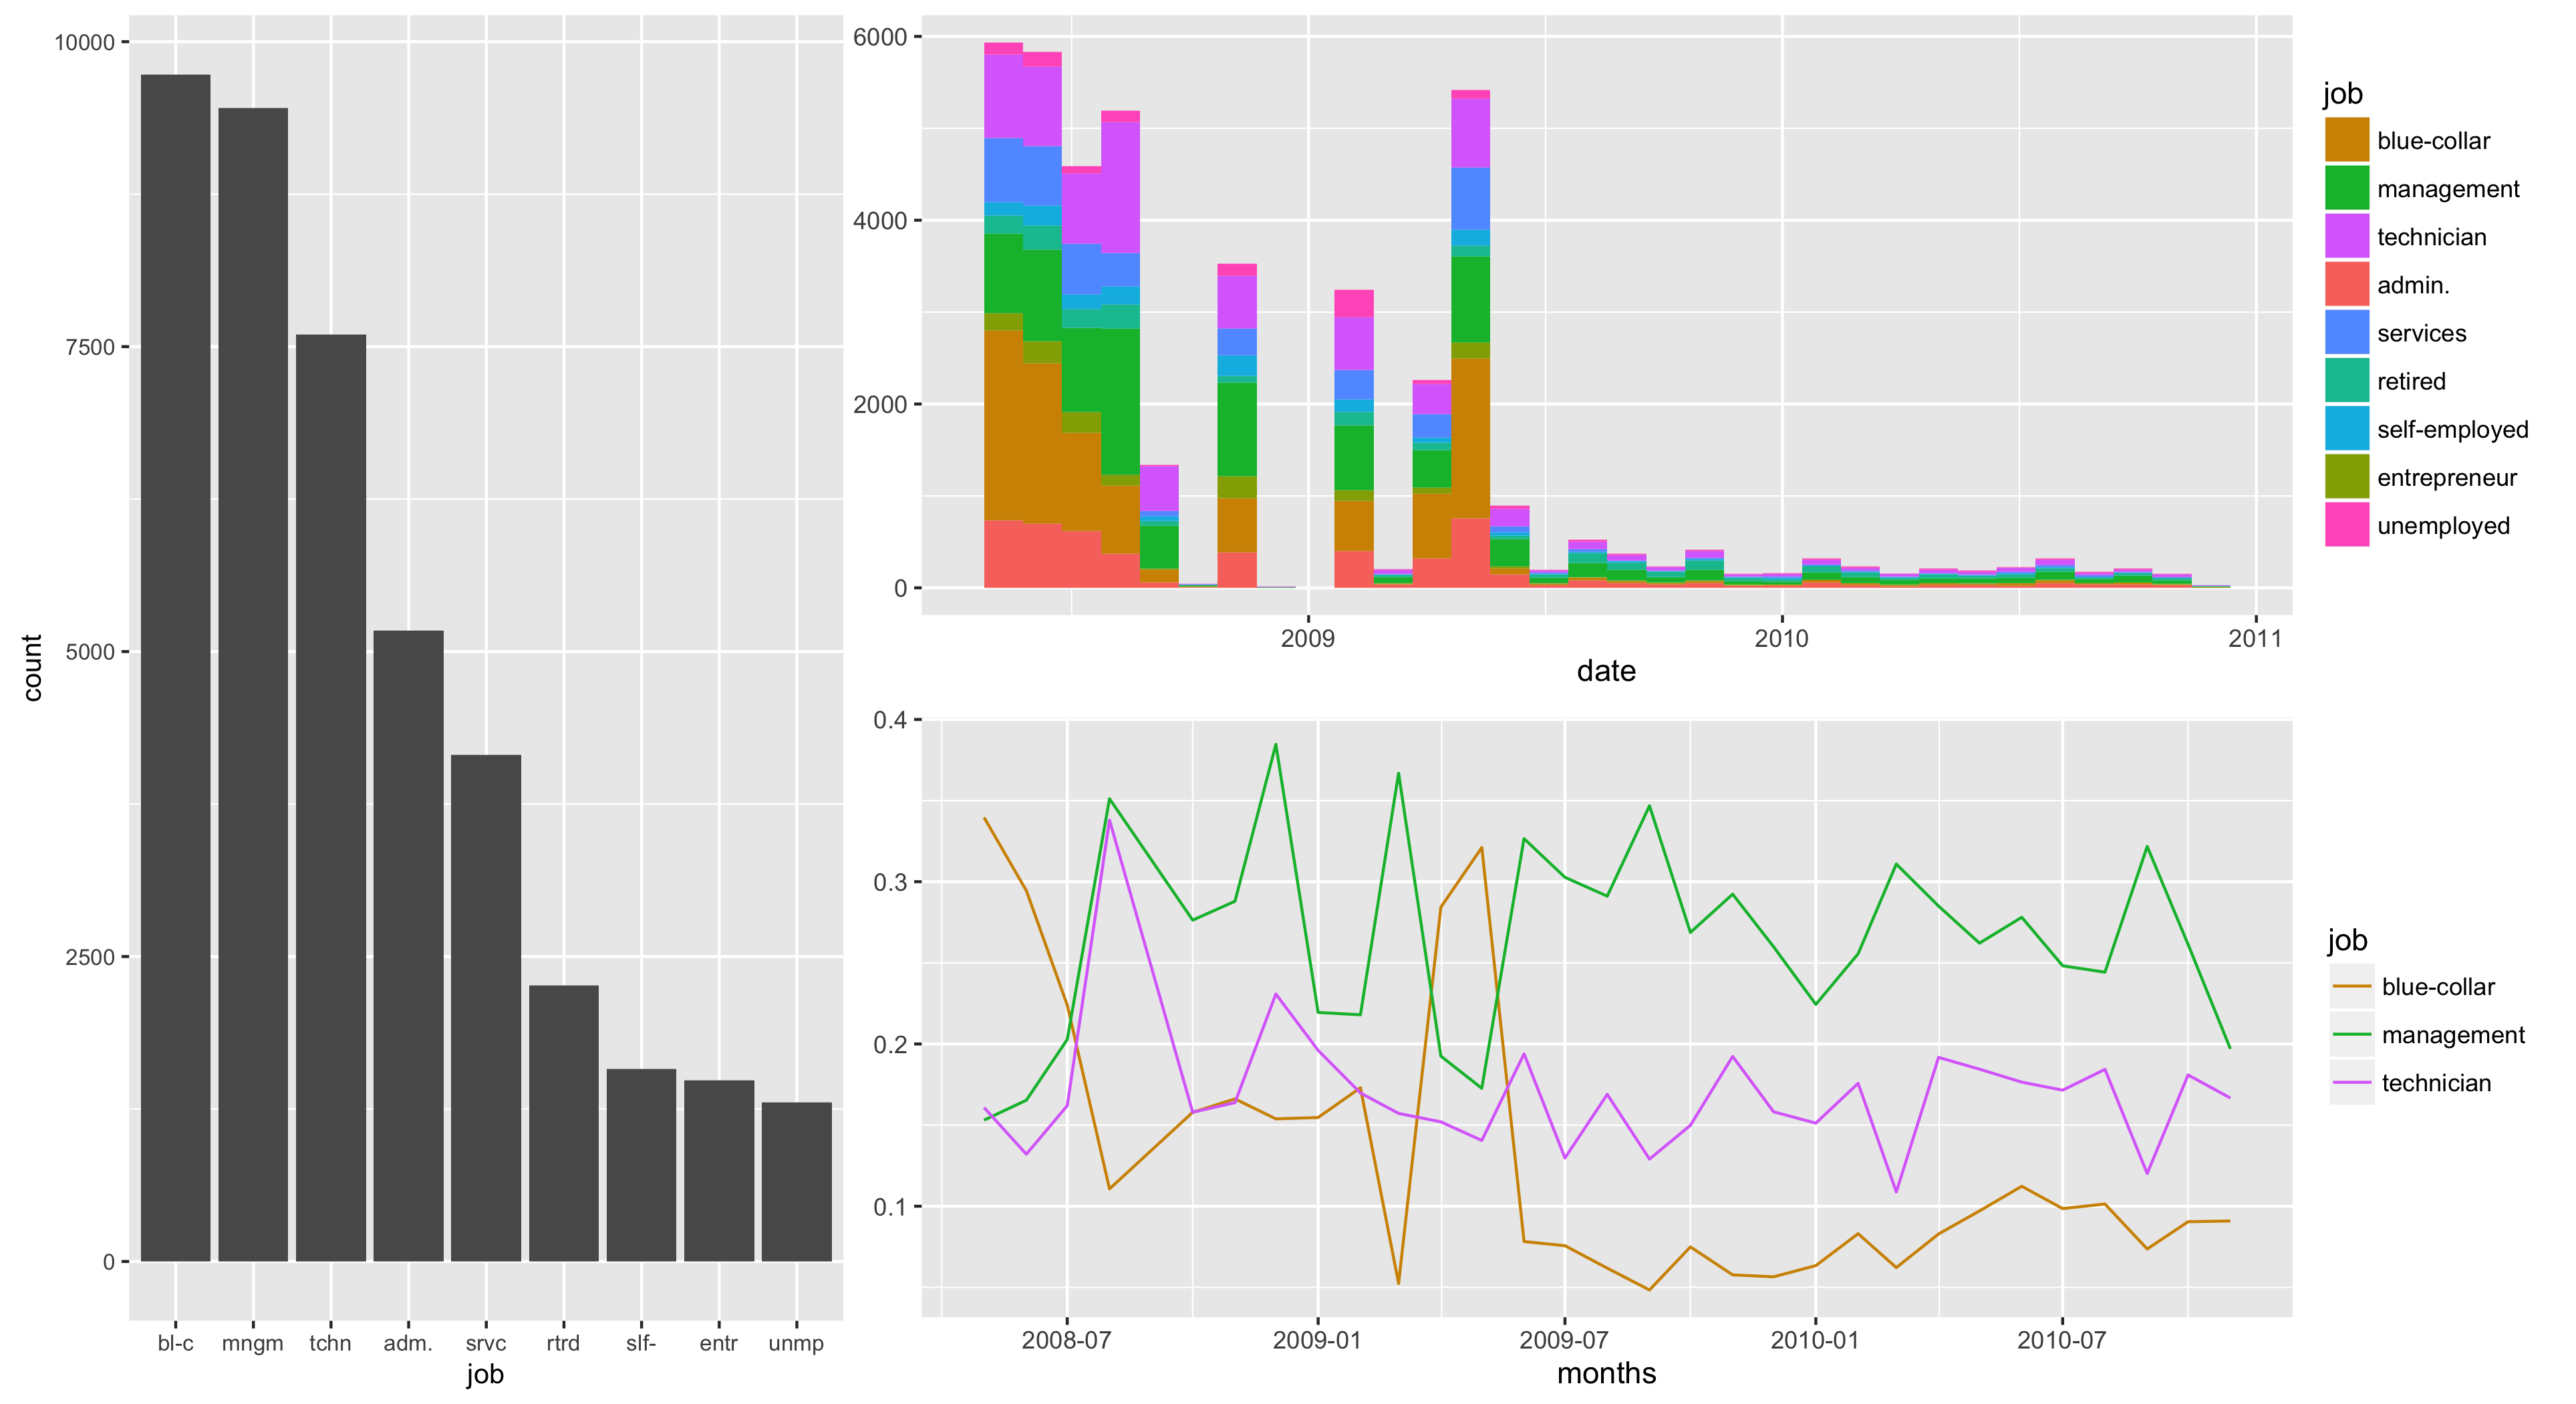 10000
7500
5000
2500
0
count
bl-c mngm tchn adm. srvc rtrd slf- entr unmp
job
6000
4000
2000
0
2009 2010 2011
date
job
blue-collar
management
technician
admin.
services
retired
self-employed
entrepreneur
unemployed
0.4
0.3
0.2
0.1
2008-07 2009-01 2009-07 2010-01 2010-07
months
job
blue-collar
management
technician